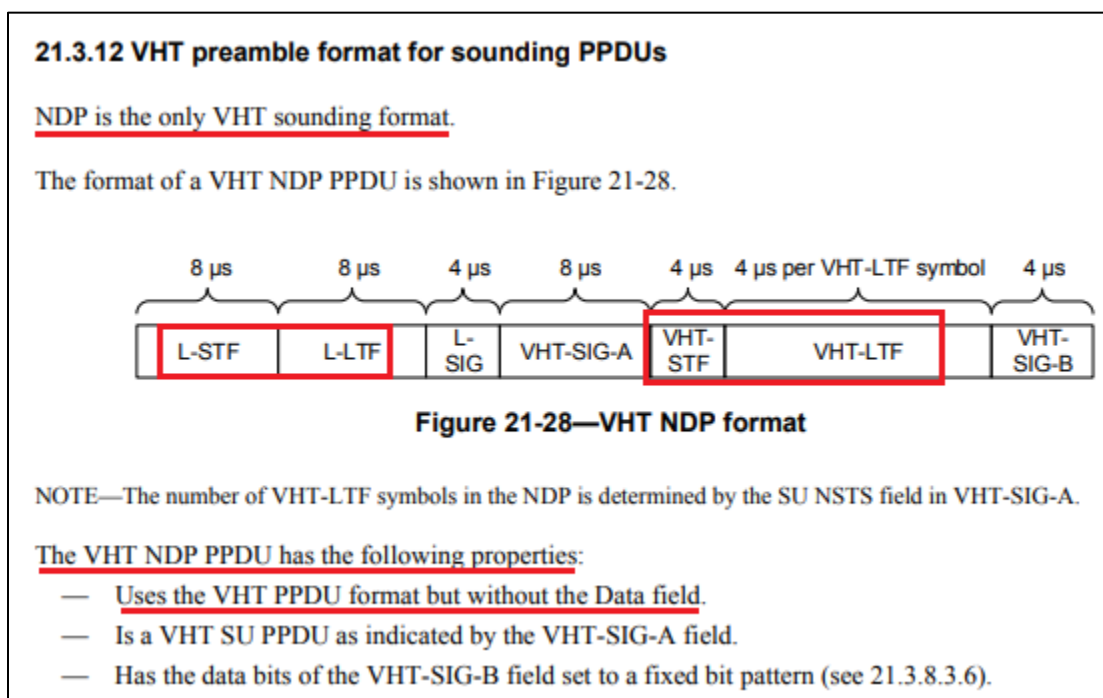 21.3.12 VHT preamble format for sounding PPDUs
NDP is the only VHT sounding format.
The format of a VHT NDP PPDU is shown in Figure 21-28.
8 µs 8 µs 4 µs 8 µs 4 µs 4 µs per VHT-LTF symbol 4 µs
L-STF L-LTF L-SIG VHT-SIG-A VHT-STF VHT-LTF VHT-SIG-B
Figure 21-28—VHT NDP format
NOTE—The number of VHT-LTF symbols in the NDP is determined by the SU NSTS field in VHT-SIG-A.
The VHT NDP PPDU has the following properties:
— Uses the VHT PPDU format but without the Data field.
— Is a VHT SU PPDU as indicated by the VHT-SIG-A field.
— Has the data bits of the VHT-SIG-B field set to a fixed bit pattern (see 21.3.8.3.6).